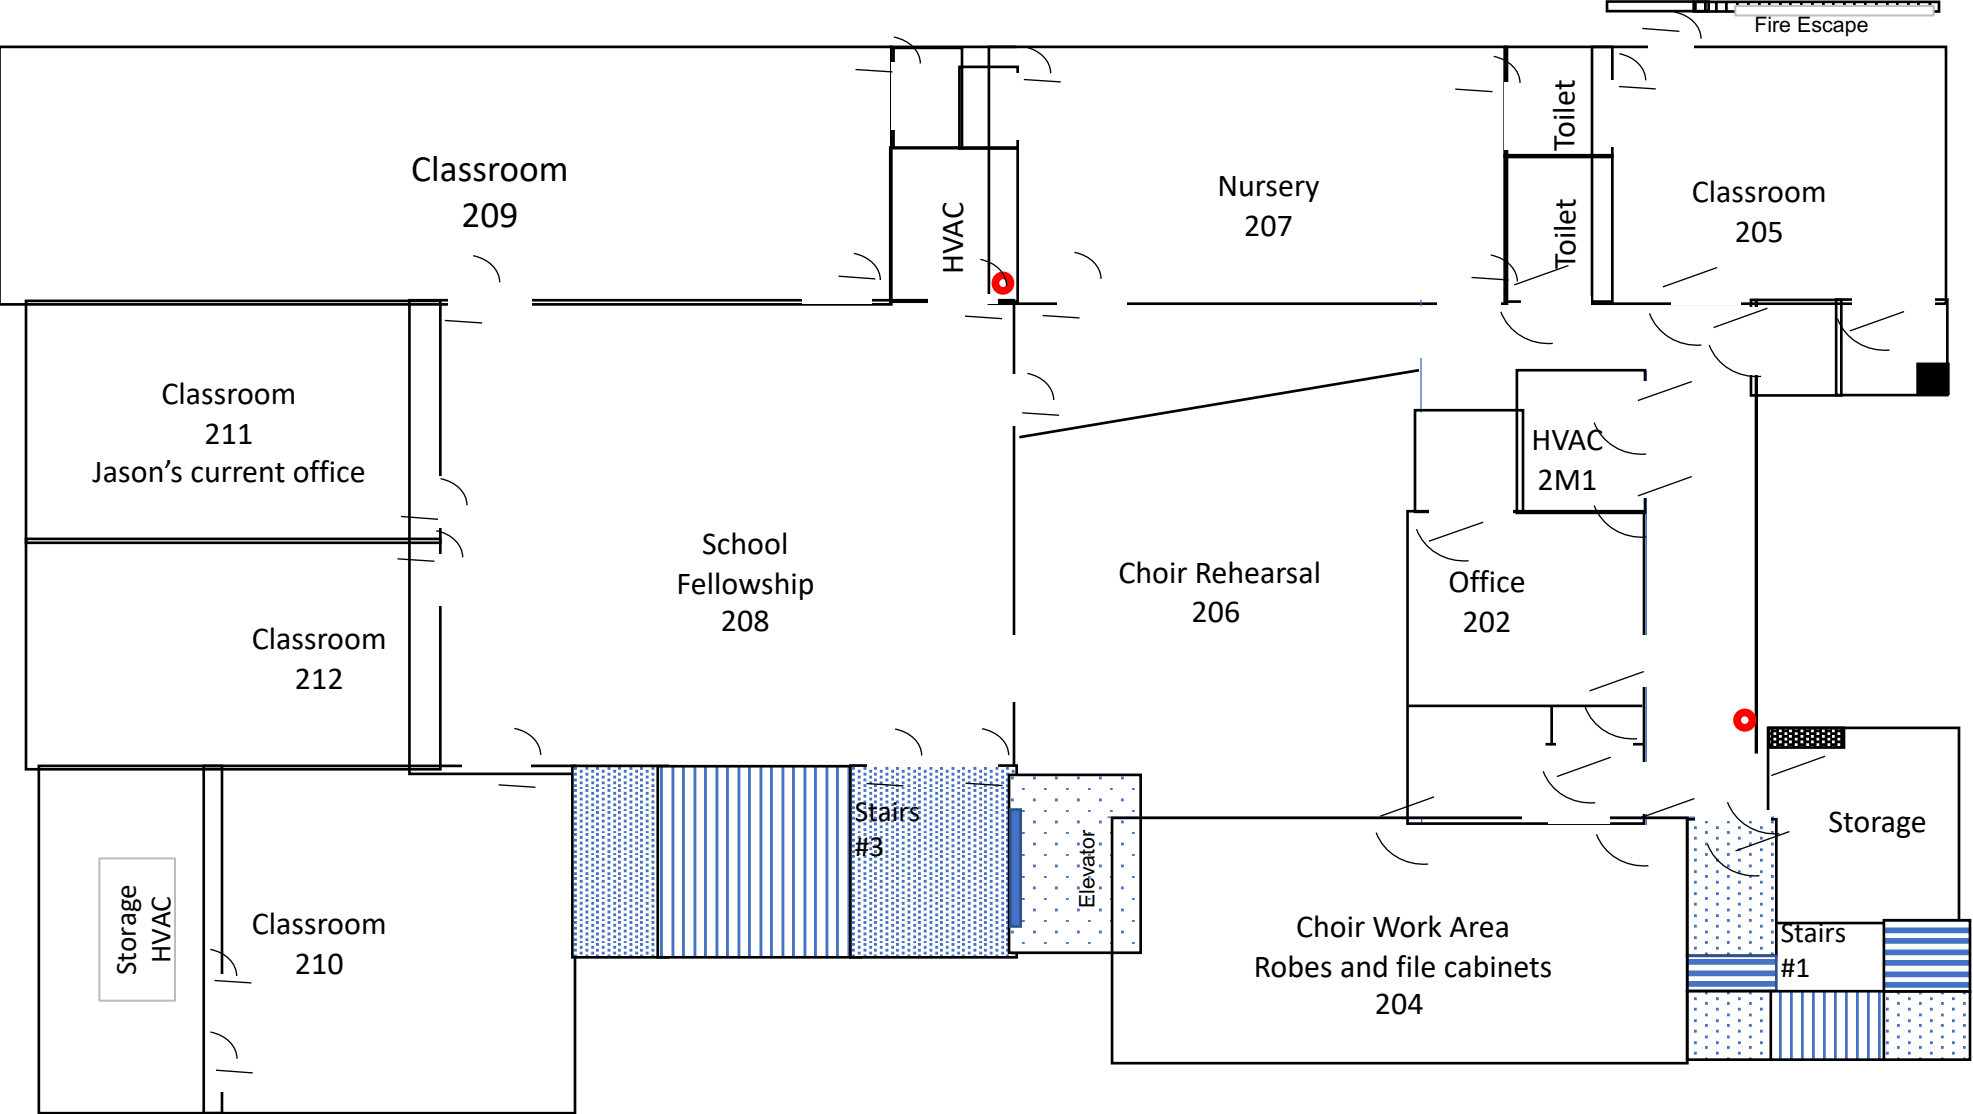 Fire Escape
Classroom
209
HVAC
Nursery
207
Toilet
Toilet
Classroom
205
Classroom
211
Jason’s current office
School
Fellowship
208
Choir Rehearsal
206
HVAC
2M1
Office
202
Classroom
212
Stairs
#3
Elevator
Storage
Storage
HVAC
Classroom
210
Choir Work Area
Robes and file cabinets
204
Stairs
#1